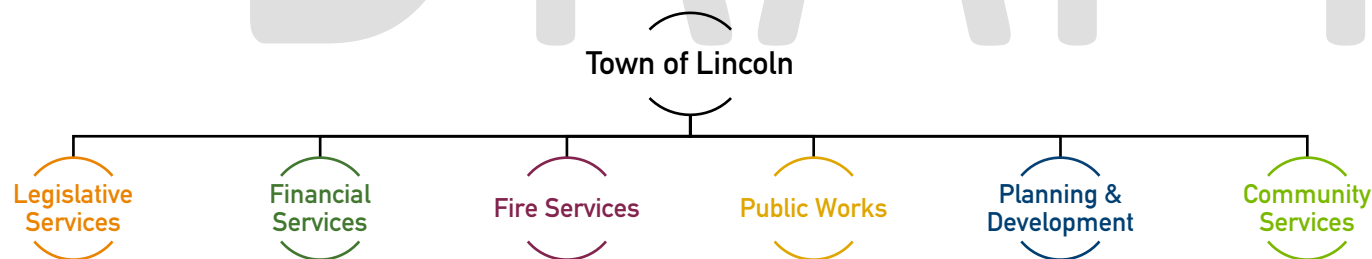 Town of Lincoln
Legislative
Services
Financial
Services
Fire Services
Public Works
Planning &
Development
Community
Services